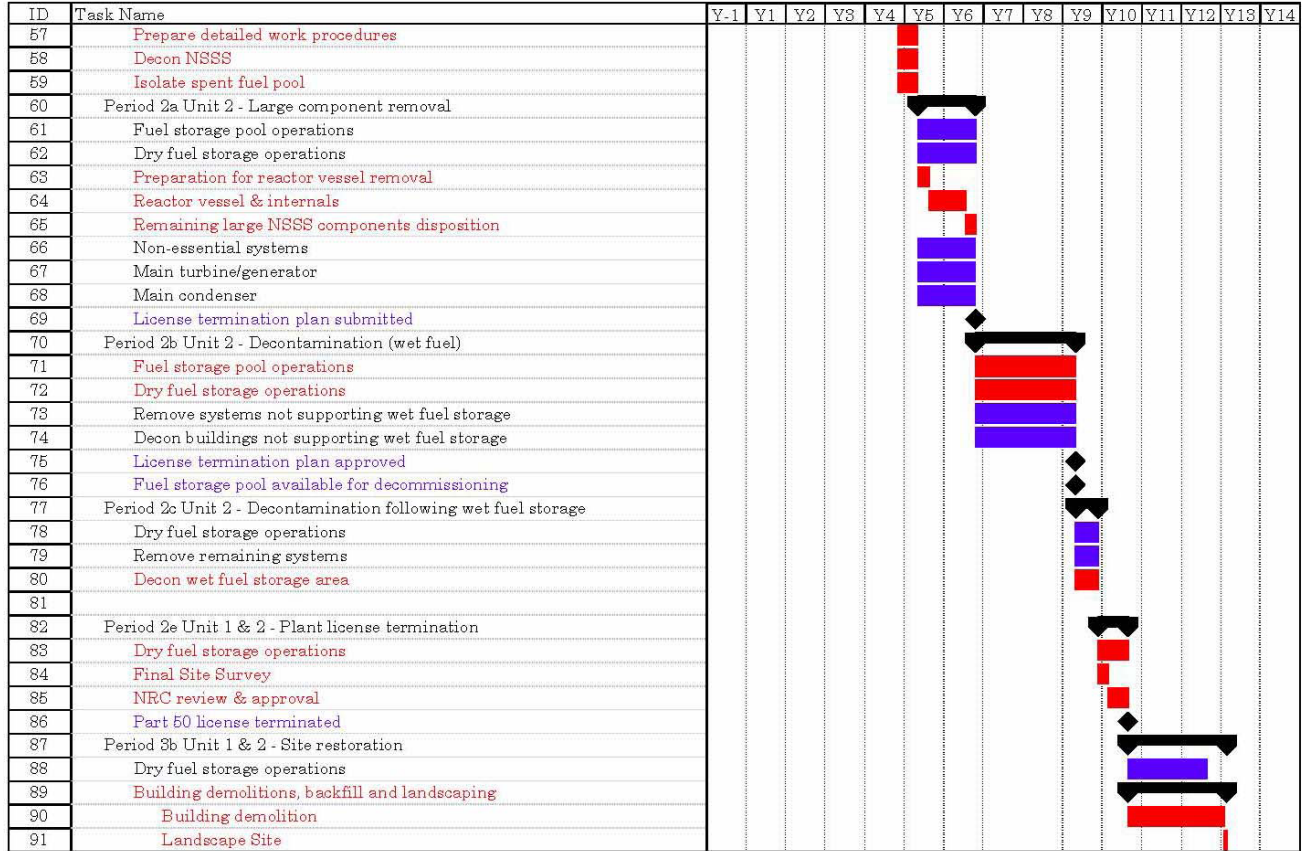 ID Task Name Y-1 Y1 Y2 Y3 Y4 Y5 Y6 Y7 Y8 Y9 Y10 Y11 Y12 Y13 Y14
57 Prepare detailed work procedures
58 Decon NSSS
59 Isolate spent fuel pool
60 Period 2a Unit 2 - Large component removal
61 Fuel storage pool operations
62 Dry fuel storage operations
63 Preparation for reactor vessel removal
64 Reactor vessel & internals
65 Remaining large NSSS components disposition
66 Non-essential systems
67 Main turbine/generator
68 Main condenser
69 License termination plan submitted
70 Period 2b Unit 2 - Decontamination (wet fuel)
71 Fuel storage pool operations
72 Dry fuel storage operations
73 Remove systems not supporting wet fuel storage
74 Decon buildings not supporting wet fuel storage
75 License termination plan approved
76 Fuel storage pool available for decommissioning
77 Period 2c Unit 2 - Decontamination following wet fuel storage
78 Dry fuel storage operations
79 Remove remaining systems
80 Decon wet fuel storage area
81
82 Period 2e Unit 1 & 2 - Plant license termination
83 Dry fuel storage operations
84 Final Site Survey
85 NRC review & approval
86 Part 50 license terminated
87 Period 3b Unit 1 & 2 - Site restoration
88 Dry fuel storage operations
89 Building demolitions, backfill and landscaping
90 Building demolition
91 Landscape Site